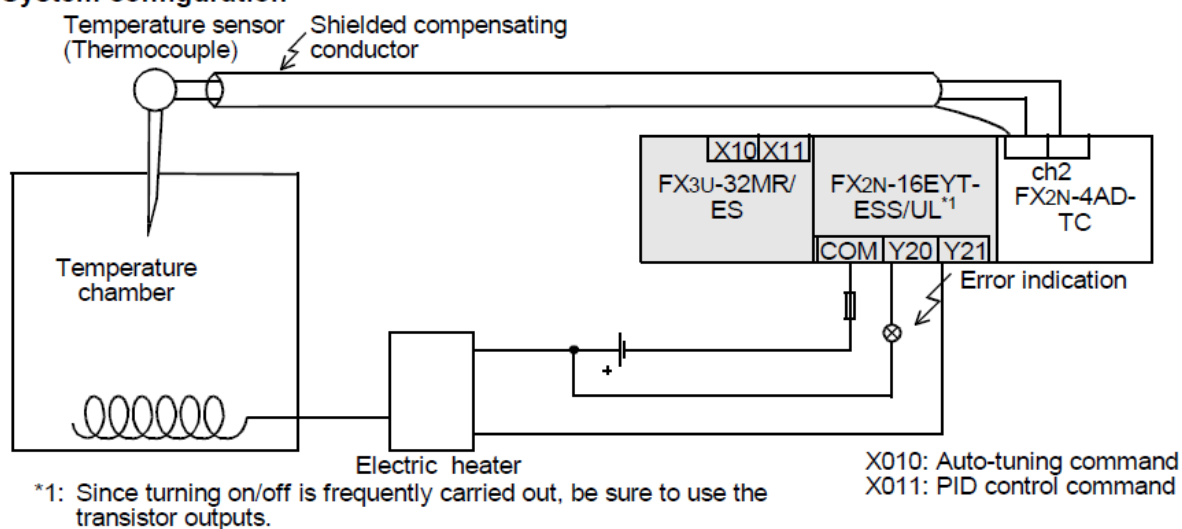 System configuration
Temperature sensor
(Thermocouple)
Shielded compensating
conductor
X10 X11
FX3U-32MR/
ES
FX2N-16EYT-
ESS/UL*1
ch2
FX2N-4AD-
TC
COM Y20 Y21
Error indication
Temperature
chamber
+
Electric heater
X010: Auto-tuning command
X011: PID control command
*1: Since turning on/off is frequently carried out, be sure to use the
transistor outputs.